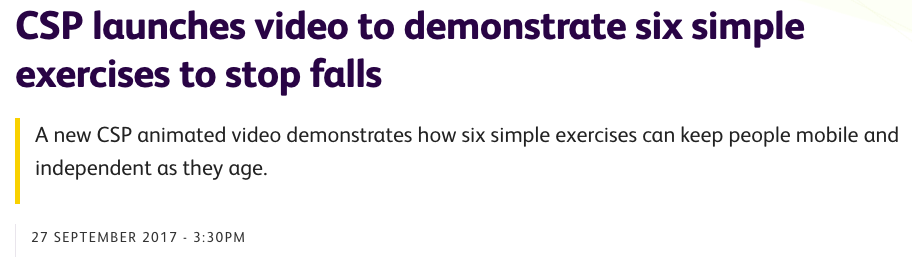 CSP launches video to demonstrate six simple
exercises to stop falls
A new CSP animated video demonstrates how six simple exercises can keep people mobile and
independent as they age.
27 SEPTEMBER 2017 - 3:30PM